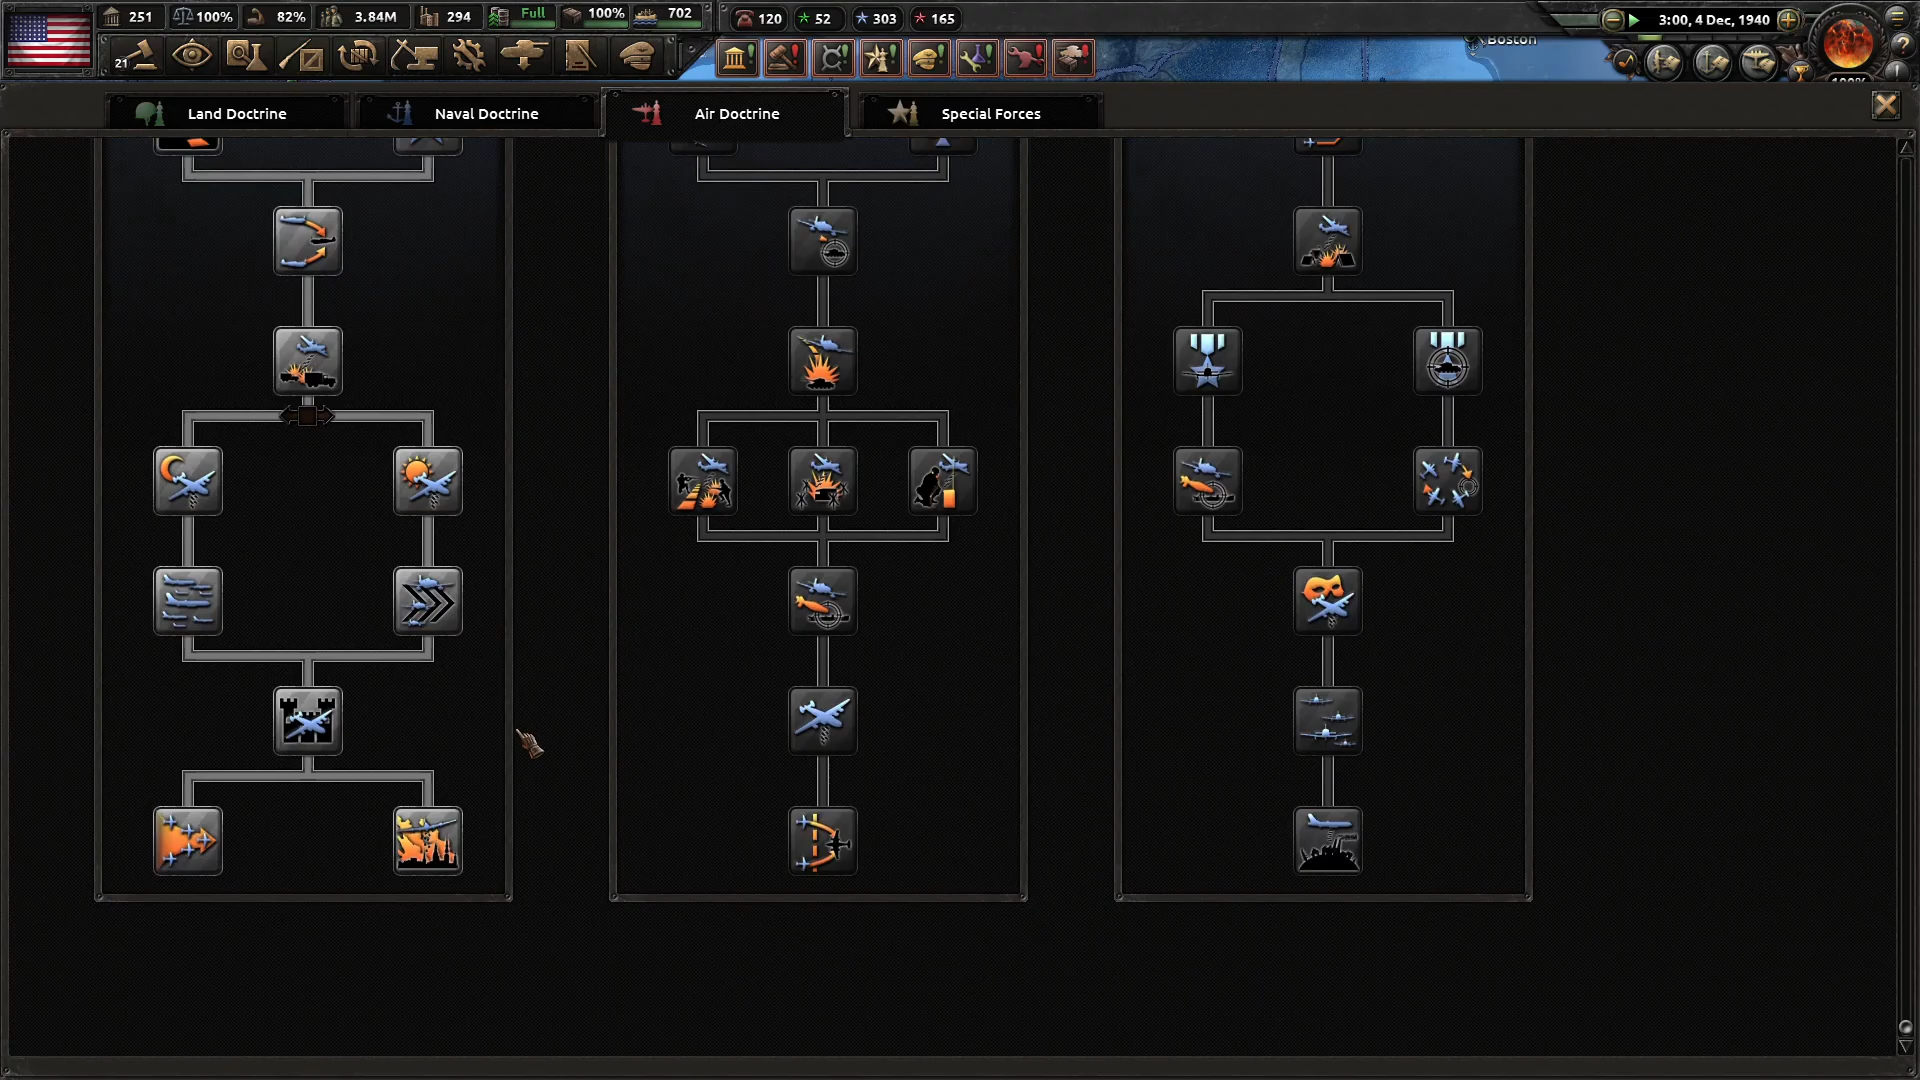 251 100% 82% 3.84M 294 Full 100% 702 120 52 303 165 3:00, 4 Dec, 1940
21
Boston
Land Doctrine Naval Doctrine Air Doctrine Special Forces